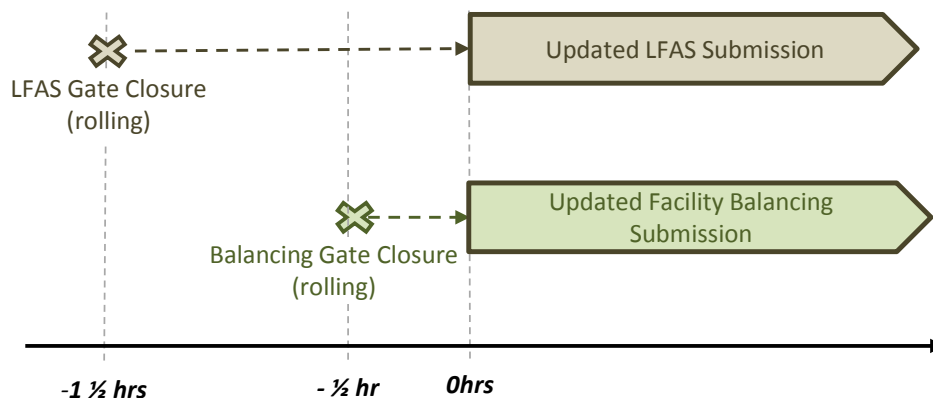 Updated LFAS Submission
LFAS Gate Closure
(rolling)
Updated Facility Balancing
Submission
Balancing Gate Closure
(rolling)
-1 ½ hrs
- ½ hr
0hrs